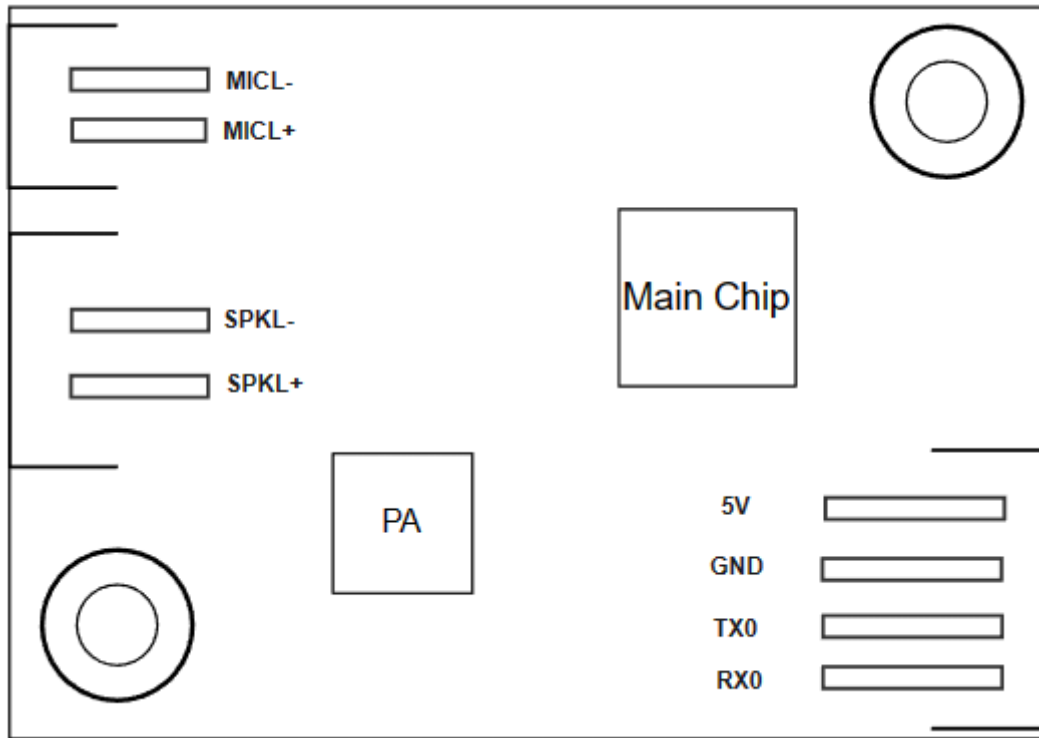 MICL-
MICL+
Main Chip
SPKL-
SPKL+
PA
5V
GND
TX0
RX0